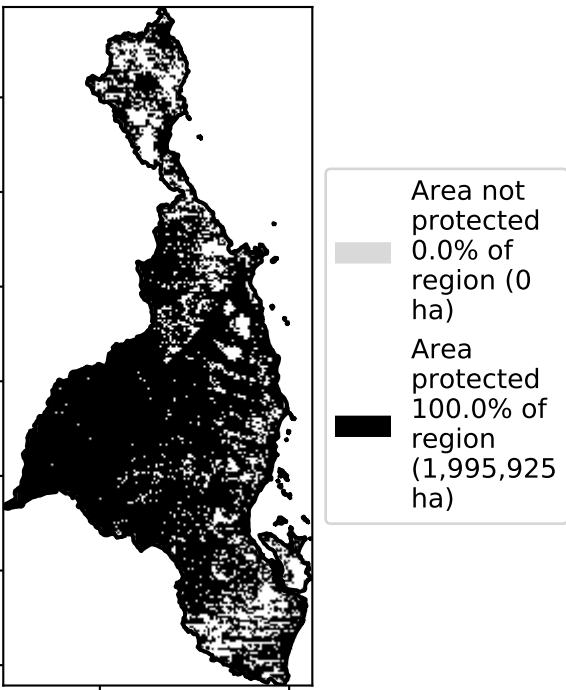 Area not
protected
0.0% of
region (0
ha)
Area
protected
100.0% of
region
(1,995,925
ha)